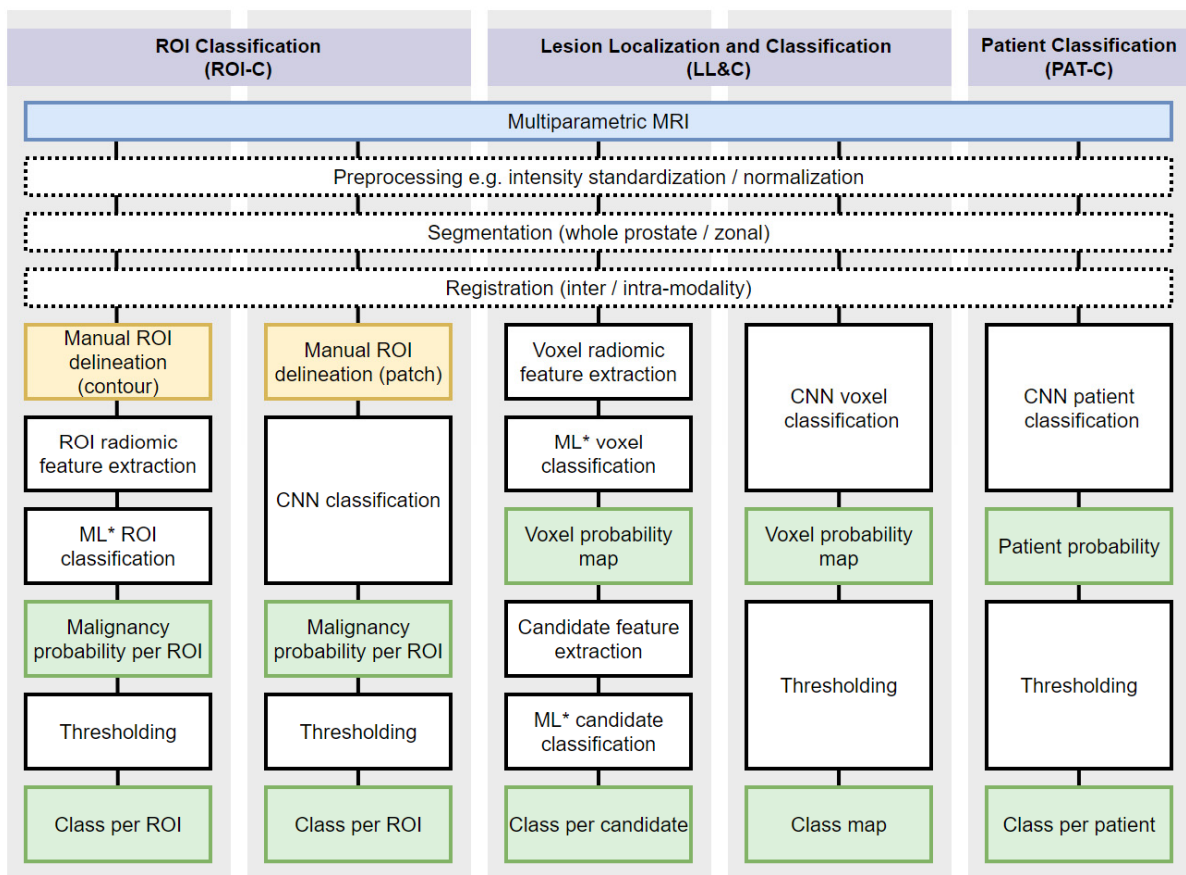 ROI Classification
(ROI-C)
Lesion Localization and Classification
(LL&C)
Patient Classification
(PAT-C)
Multiparametric MRI
Preprocessing e.g. intensity standardization / normalization
Segmentation (whole prostate / zonal)
Registration (inter / intra-modality)
Manual ROI
delineation
(contour)
ROI radiomic
feature extraction
ML* ROI
classification
Malignancy
probability per ROI
Thresholding
Class per ROI
Manual ROI
delineation (patch)
CNN classification
Malignancy
probability per ROI
Thresholding
Class per ROI
Voxel radiomic
feature extraction
ML* voxel
classification
Voxel probability
map
Candidate feature
extraction
ML* candidate
classification
Class per candidate
CNN voxel
classification
Voxel probability
map
Thresholding
Class map
CNN patient
classification
Patient probability
Thresholding
Class per patient